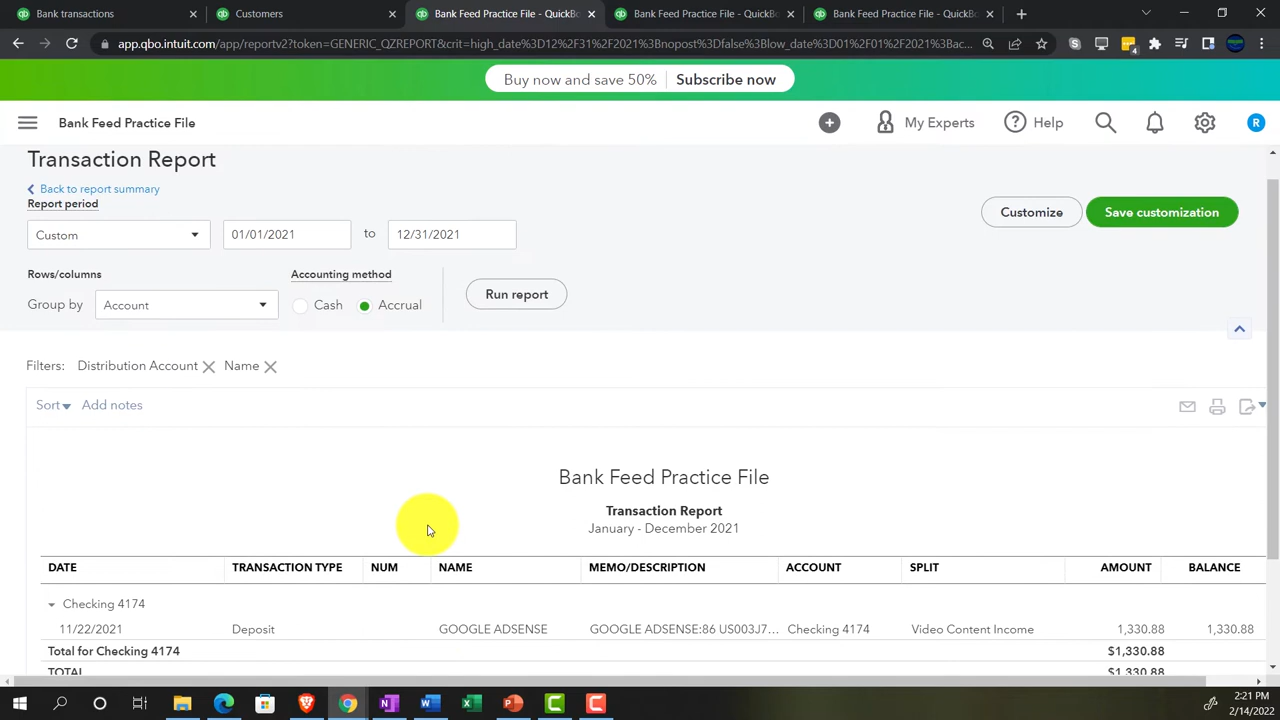 Bank transactions
Customers
Bank Feed Practice File - QuickBo
Bank Feed Practice File - QuickBo
Bank Feed Practice File - QuickBo
app.qbo.intuit.com/app/reportv2?token=GENERIC_QZREPORT&crit=high_date%3D12%2F31%2F2021%3Bnopost%3Dfalse%3Blow_date%3D01%2F01%2F2021%3Bac...
4
Buy now and save 50% Subscribe now
Bank Feed Practice File
My Experts
Help
R
Transaction Report
Back to report summary
Report period
Custom
01/01/2021 to 12/31/2021
Customize
Save customization
Rows/columns
Accounting method
Group by Account
Cash
Accrual
Run report
Filters: Distribution Account Name
Sort Add notes
Bank Feed Practice File
Transaction Report
January - December 2021
DATE TRANSACTION TYPE NUM NAME MEMO/DESCRIPTION ACCOUNT SPLIT AMOUNT BALANCE
Checking 4174
11/22/2021 Deposit GOOGLE ADSENSE GOOGLE ADSENSE:86 US003J7... Checking 4174 Video Content Income 1,330.88 1,330.88
Total for Checking 4174 $1,330.88
TOTAL $1,330.88
2:21 PM
2/14/2022